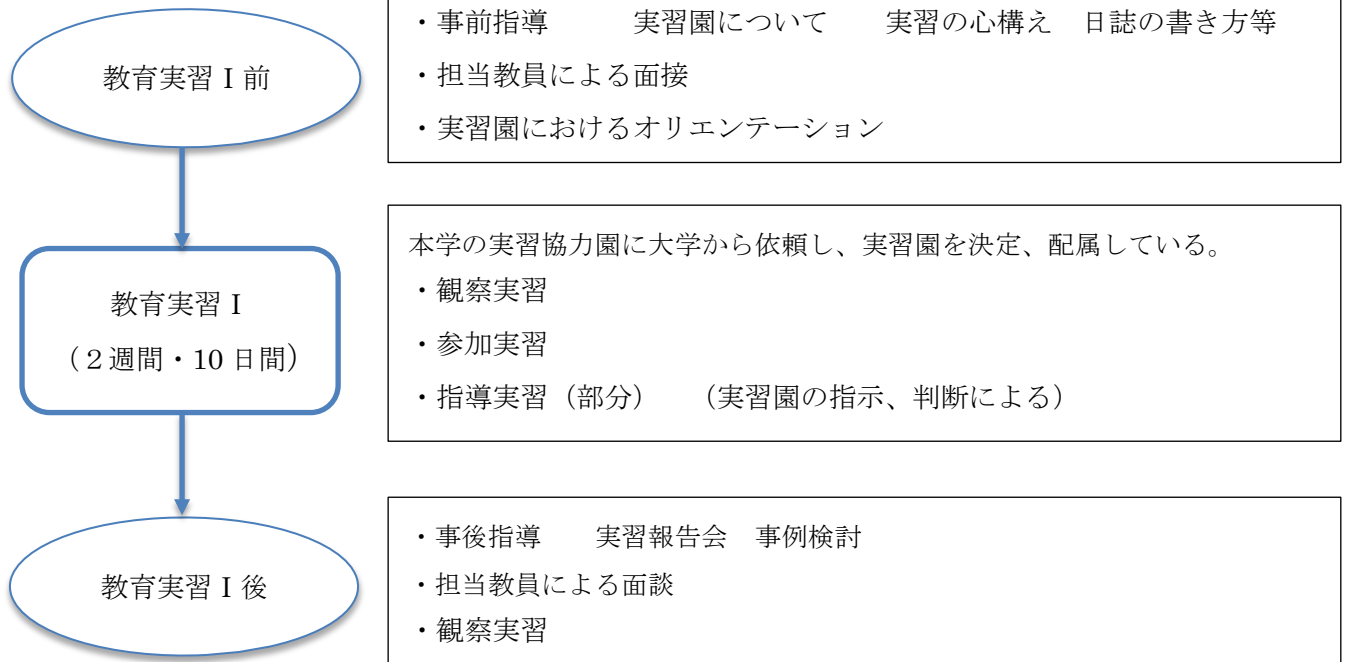 教育実習Ⅰ前
・事前指導　　　実習園について　　実習の心構え　日誌の書き方等
・担当教員による面接
・実習園におけるオリエンテーション
教育実習Ⅰ
（２週間・10日間）
本学の実習協力園に大学から依頼し、実習園を決定、配属している。
・観察実習
・参加実習
・指導実習（部分）　（実習園の指示、判断による）
教育実習Ⅰ後
・事後指導　　実習報告会　事例検討
・担当教員による面談
・観察実習